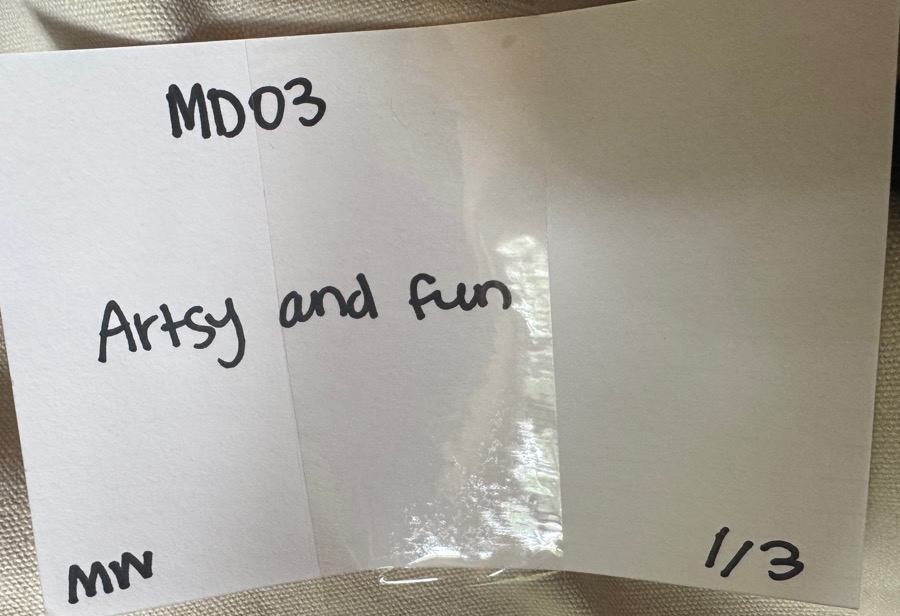 MD03
Artsy and fun
MW
1/3